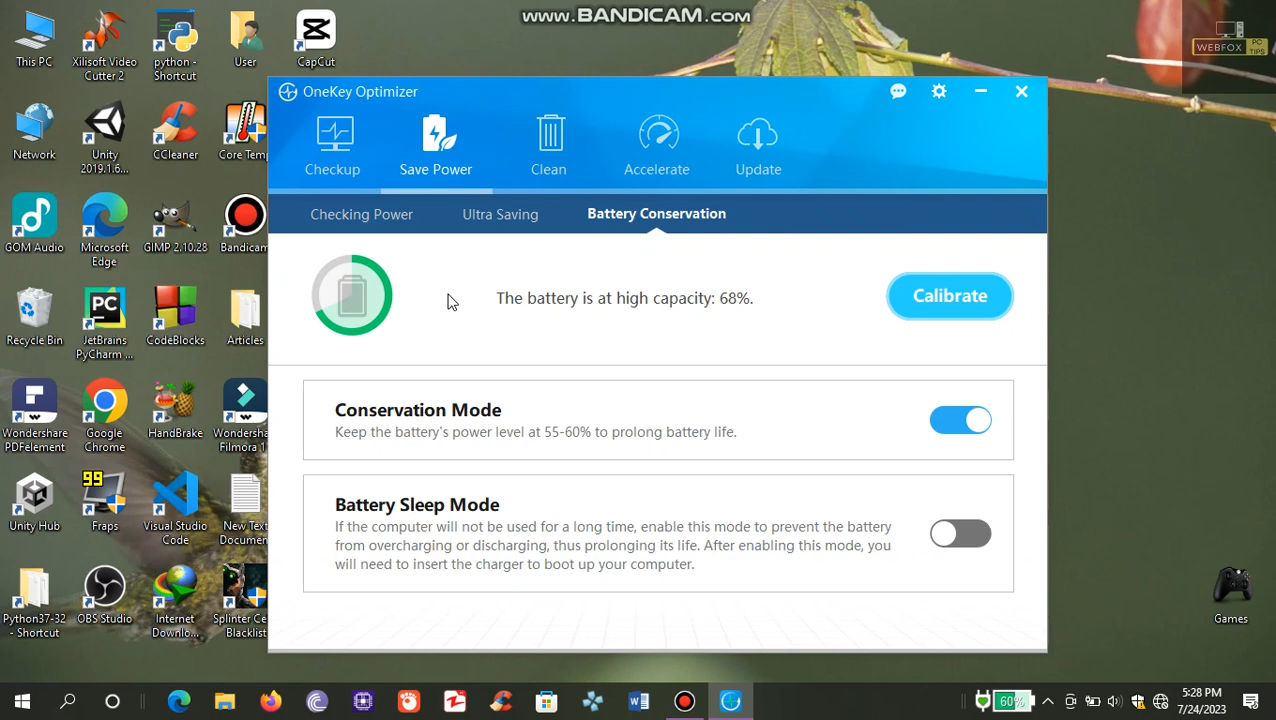 www.BANDICAM.com
WEBFOX PC TIPS
This PC
Xilisoft Video Cutter 2
python - Shortcut
User
CapCut
Network
Unity 2019.1.6...
CCleaner
Core Temp
GOM Audio
Microsoft Edge
GIMP 2.10.28
Bandicam
Recycle Bin
JetBrains PyCharm ...
CodeBlocks
Articles
Wondershare PDFelement
Google Chrome
HandBrake
Wondersha
Filmora 1
Unity Hub
99
Fraps
Visual Studio Code
New Text Documen
Python37-32 - Shortcut
OBS Studio
Internet Downlo...
Splinter Ce
Blacklist
Games
OneKey Optimizer
Checkup
Save Power
Clean
Accelerate
Update
Checking Power
Ultra Saving
Battery Conservation
The battery is at high capacity: 68%.
Calibrate
Conservation Mode
Keep the battery's power level at 55-60% to prolong battery life.
Battery Sleep Mode
If the computer will not be used for a long time, enable this mode to prevent the battery
from overcharging or discharging, thus prolonging its life. After enabling this mode, you
will need to insert the charger to boot up your computer.
60%
5:28 PM
7/24/2023